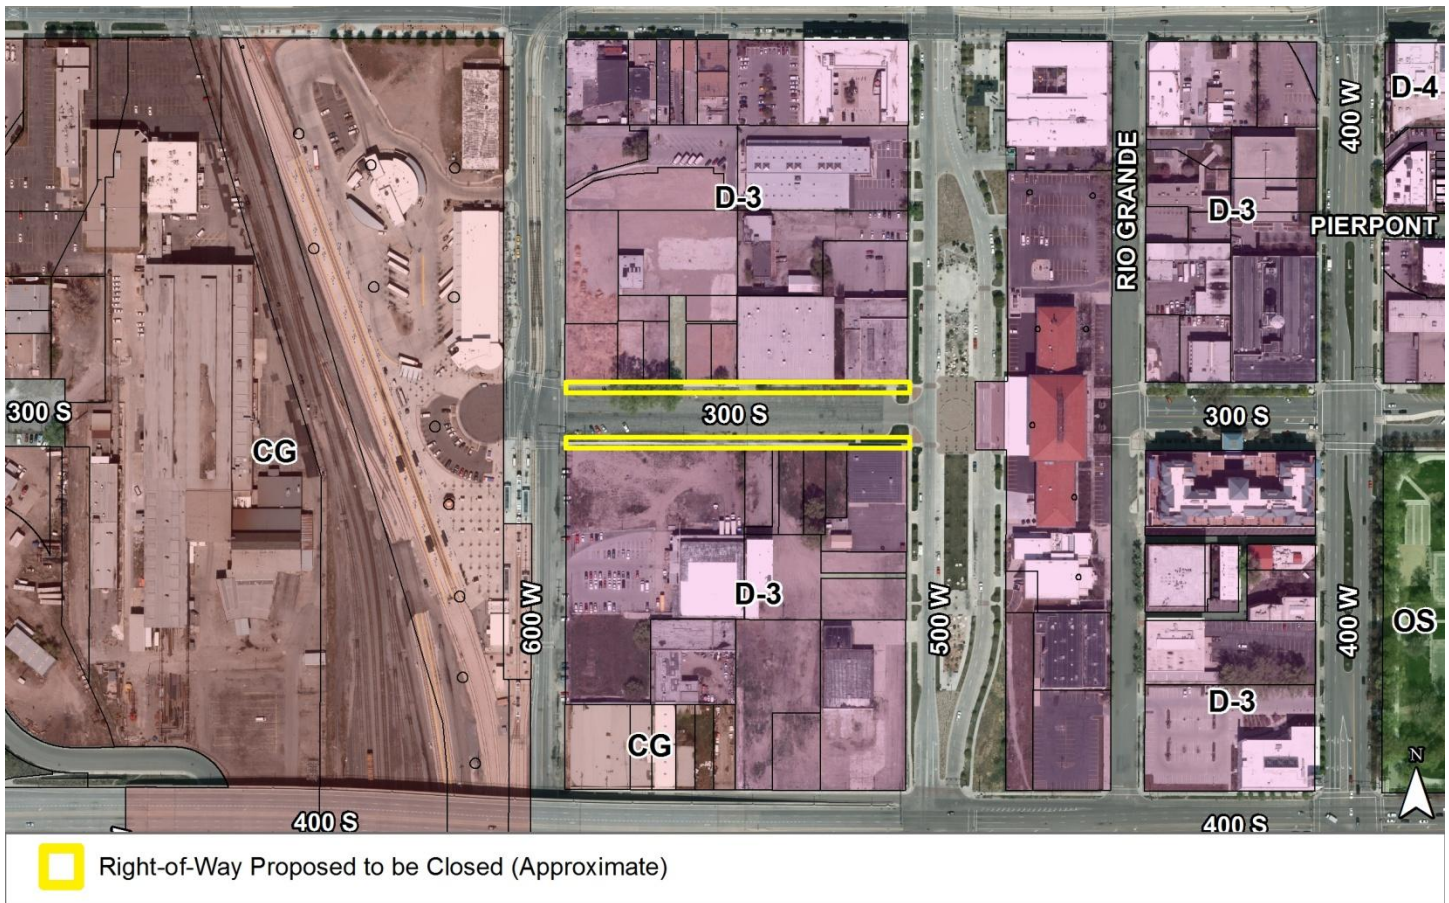 D-4
400 W
D-3
D-3
RIO GRANDE
PIERPONT
300 S
300 S
300 S
CG
D-3
600 W
500 W
400 W
OS
D-3
CG
N
400 S
400 S
Right-of-Way Proposed to be Closed (Approximate)